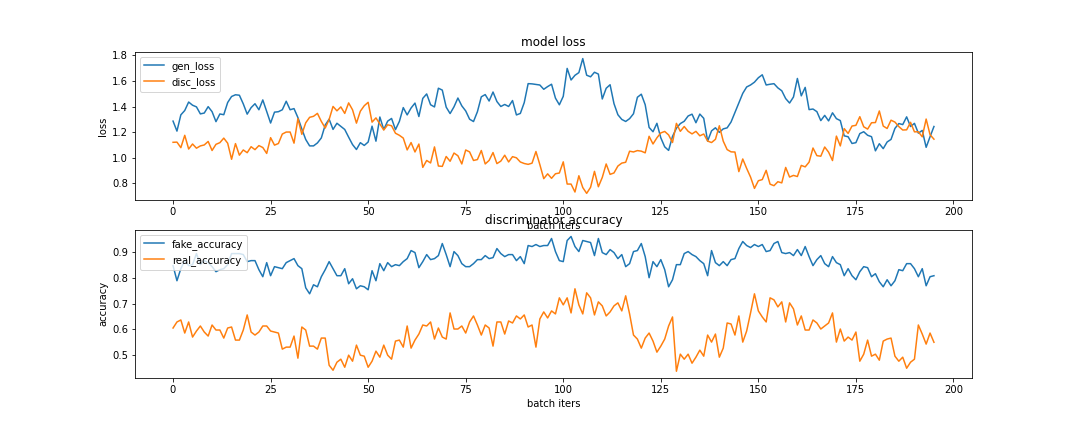 model loss
1.8
1.6
1.4
1.2
1.0
0.8
loss
gen_loss
disc_loss
0 25 50 75 100 125 150 175 200
batch iters
discriminator accuracy
0.9
0.8
0.7
0.6
0.5
accuracy
fake_accuracy
real_accuracy
0 25 50 75 100 125 150 175 200
batch iters